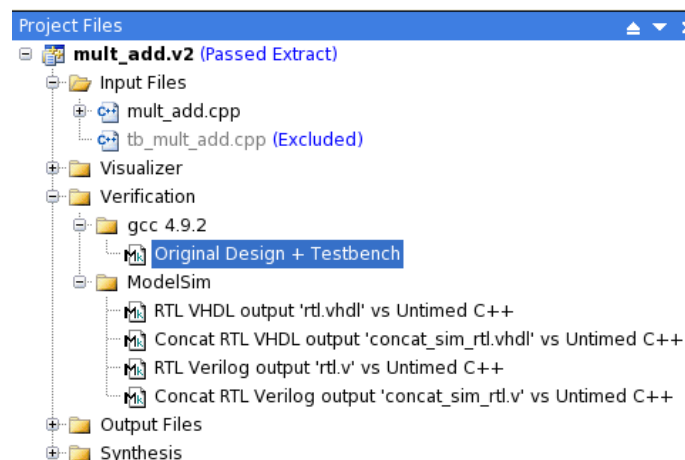 Project Files
mult_add.v2 (Passed Extract)
Input Files
mult_add.cpp
tb_mult_add.cpp (Excluded)
Visualizer
Verification
gcc 4.9.2
Original Design + Testbench
ModelSim
RTL VHDL output 'rtl.vhdl' vs Untimed C++
Concat RTL VHDL output 'concat_sim_rtl.vhdl' vs Untimed C++
RTL Verilog output 'rtl.v' vs Untimed C++
Concat RTL Verilog output 'concat_sim_rtl.v' vs Untimed C++
Output Files
Synthesis